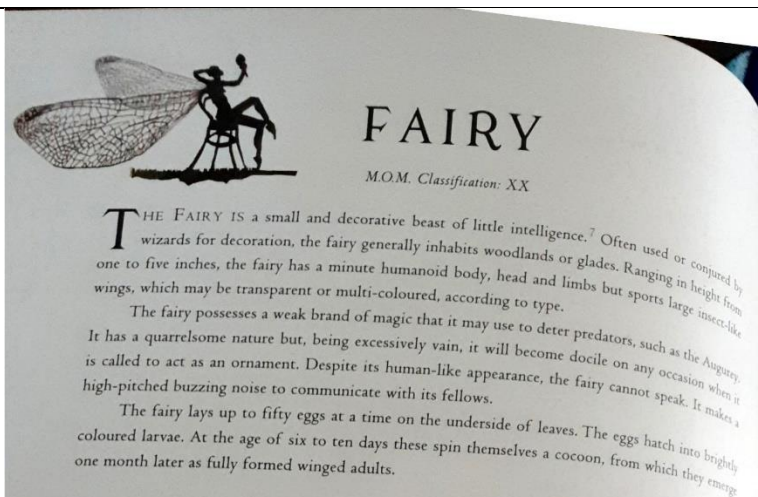 FAIRY
M.O.M. Classification: XX
THE FAIRY IS a small and decorative beast of little intelligence.7 Often used or conjured by
wizards for decoration, the fairy generally inhabits woodlands or glades. Ranging in height from
one to five inches, the fairy has a minute humanoid body, head and limbs but sports large insect-like
wings, which may be transparent or multi-coloured, according to type.
The fairy possesses a weak brand of magic that it may use to deter predators, such as the Augurey.
It has a quarrelsome nature but, being excessively vain, it will become docile on any occasion when it
is called to act as an ornament. Despite its human-like appearance, the fairy cannot speak. It makes a
high-pitched buzzing noise to communicate with its fellows.
The fairy lays up to fifty eggs at a time on the underside of leaves. The eggs hatch into brightly
coloured larvae. At the age of six to ten days these spin themselves a cocoon, from which they emerge
one month later as fully formed winged adults.